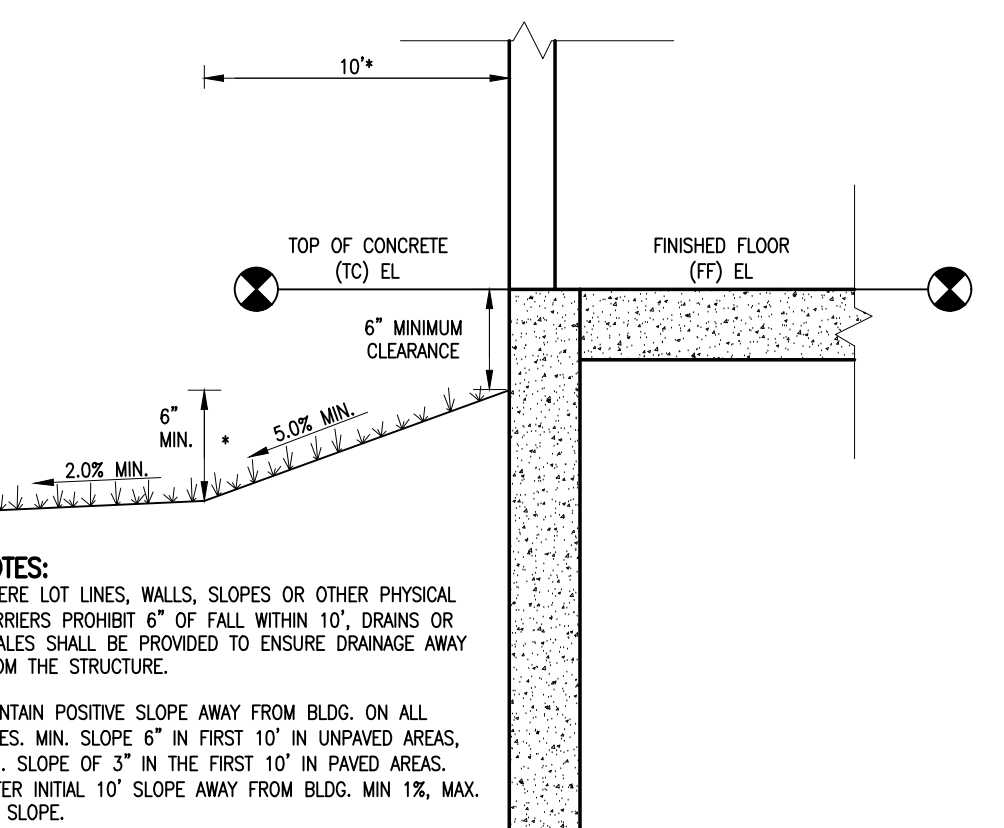 10'*
TOP OF CONCRETE
(TC) EL
FINISHED FLOOR
(FF) EL
6" MINIMUM
CLEARANCE
6"
MIN.
*
5.0% MIN.
2.0% MIN.
OTES:
ERE LOT LINES, WALLS, SLOPES OR OTHER PHYSICAL
RRIERS PROHIBIT 6" OF FALL WITHIN 10', DRAINS OR
ALES SHALL BE PROVIDED TO ENSURE DRAINAGE AWAY
OM THE STRUCTURE.
NTAIN POSITIVE SLOPE AWAY FROM BLDG. ON ALL
ES. MIN. SLOPE 6" IN FIRST 10' IN UNPAVED AREAS,
. SLOPE OF 3" IN THE FIRST 10' IN PAVED AREAS.
TER INITIAL 10' SLOPE AWAY FROM BLDG. MIN 1%, MAX.
SLOPE.